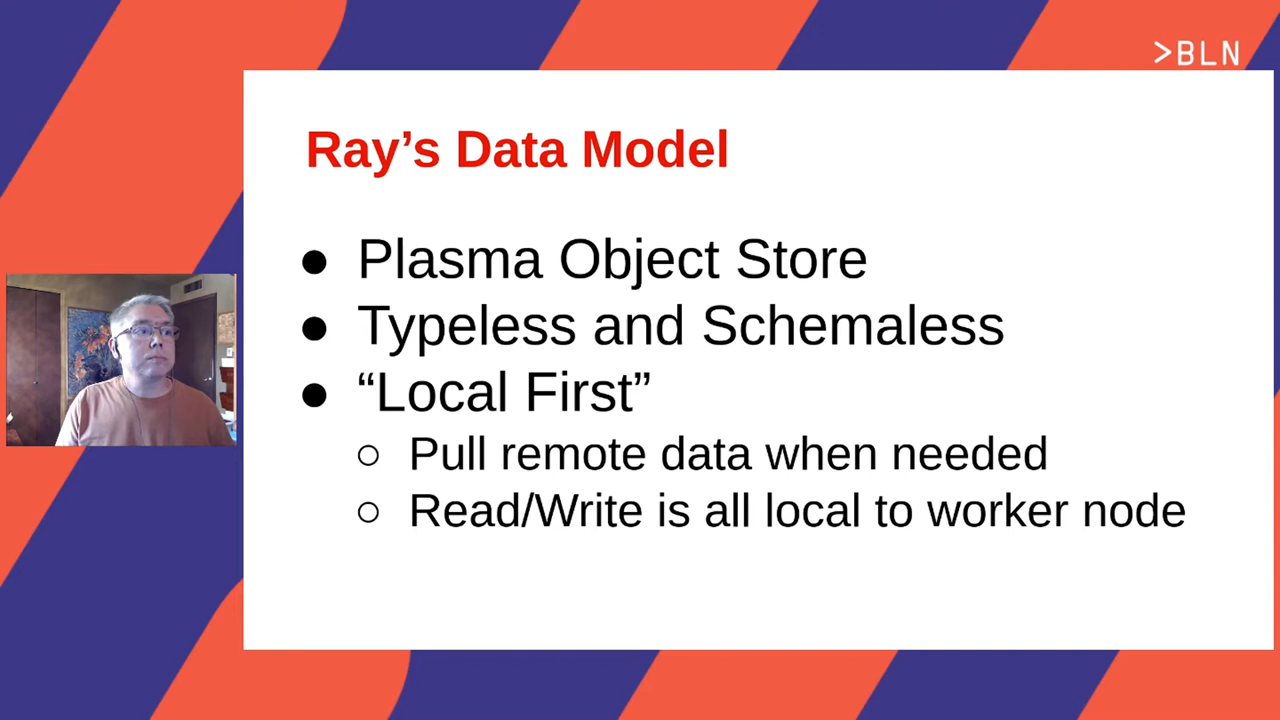 >BLN
Ray’s Data Model
● Plasma Object Store
● Typeless and Schemaless
● “Local First”
○ Pull remote data when needed
○ Read/Write is all local to worker node